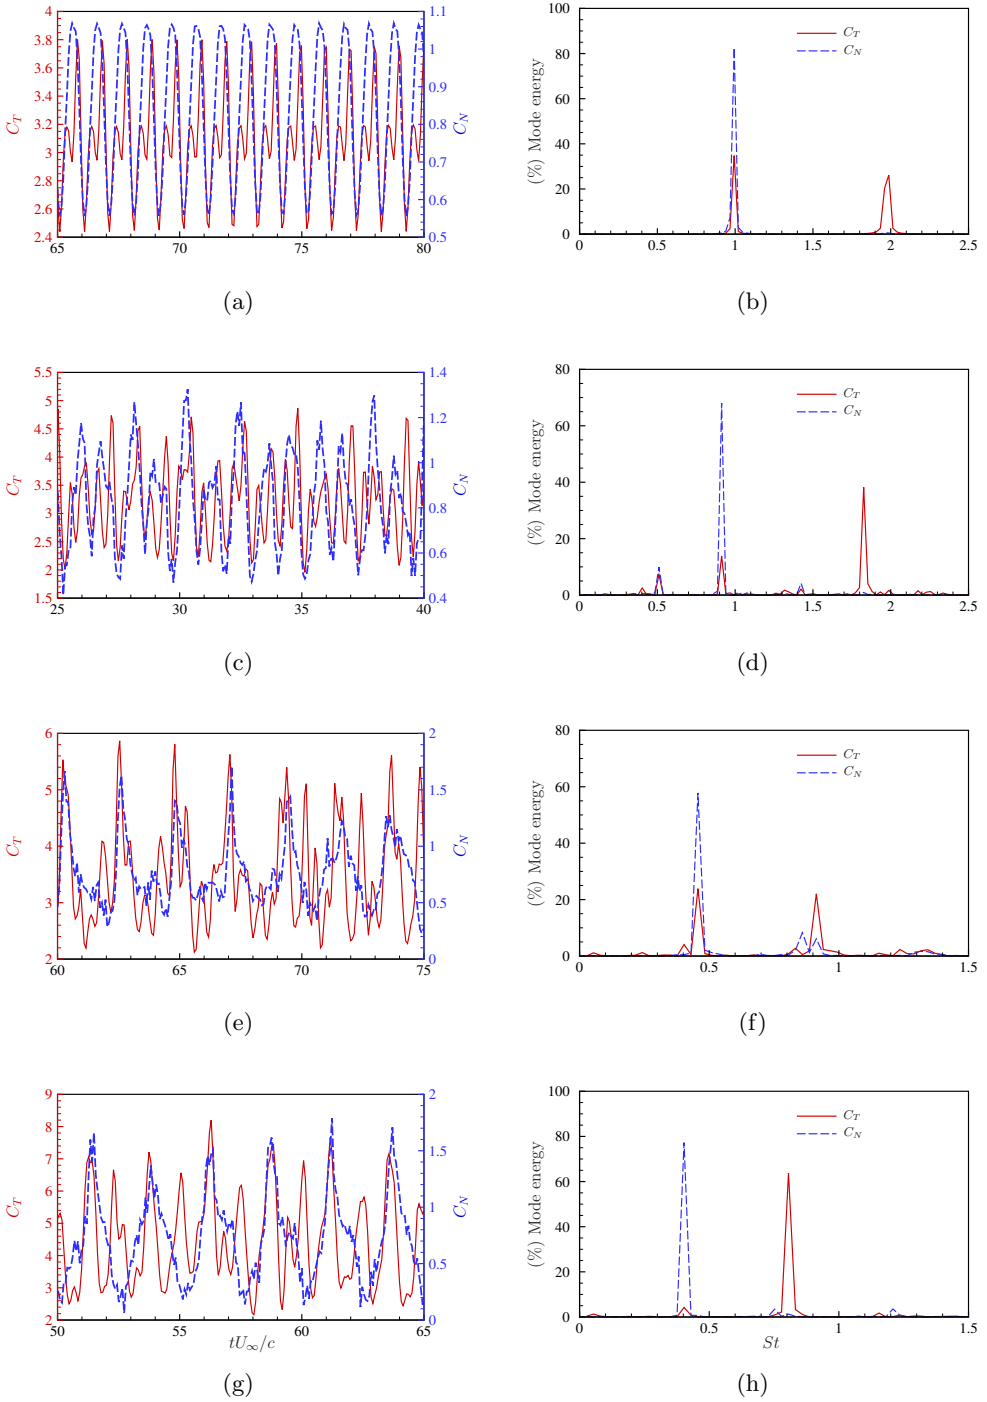 4
3.8
3.6
3.4
3.2
3
2.8
2.6
2.4
C_T
1.1
1
0.9
0.8
0.7
0.6
0.5
C_N
65 70 75 80
(a)
100
80
60
40
20
0
(%) Mode energy
C_T
C_N
0 0.5 1 1.5 2 2.5
(b)
5.5
5
4.5
4
3.5
3
2.5
2
1.5
C_T
1.4
1.2
1
0.8
0.6
0.4
C_N
25 30 35 40
(c)
80
60
40
20
0
(%) Mode energy
C_T
C_N
0 0.5 1 1.5 2 2.5
(d)
6
5
4
3
2
C_T
2
1.5
1
0.5
0
C_N
60 65 70 75
(e)
80
60
40
20
0
(%) Mode energy
C_T
C_N
0 0.5 1 1.5
(f)
9
8
7
6
5
4
3
2
C_T
2
1.5
1
0.5
0
C_N
50 55 60 65
tU_∞/c
(g)
100
80
60
40
20
0
(%) Mode energy
C_T
C_N
0 0.5 1 1.5
St
(h)